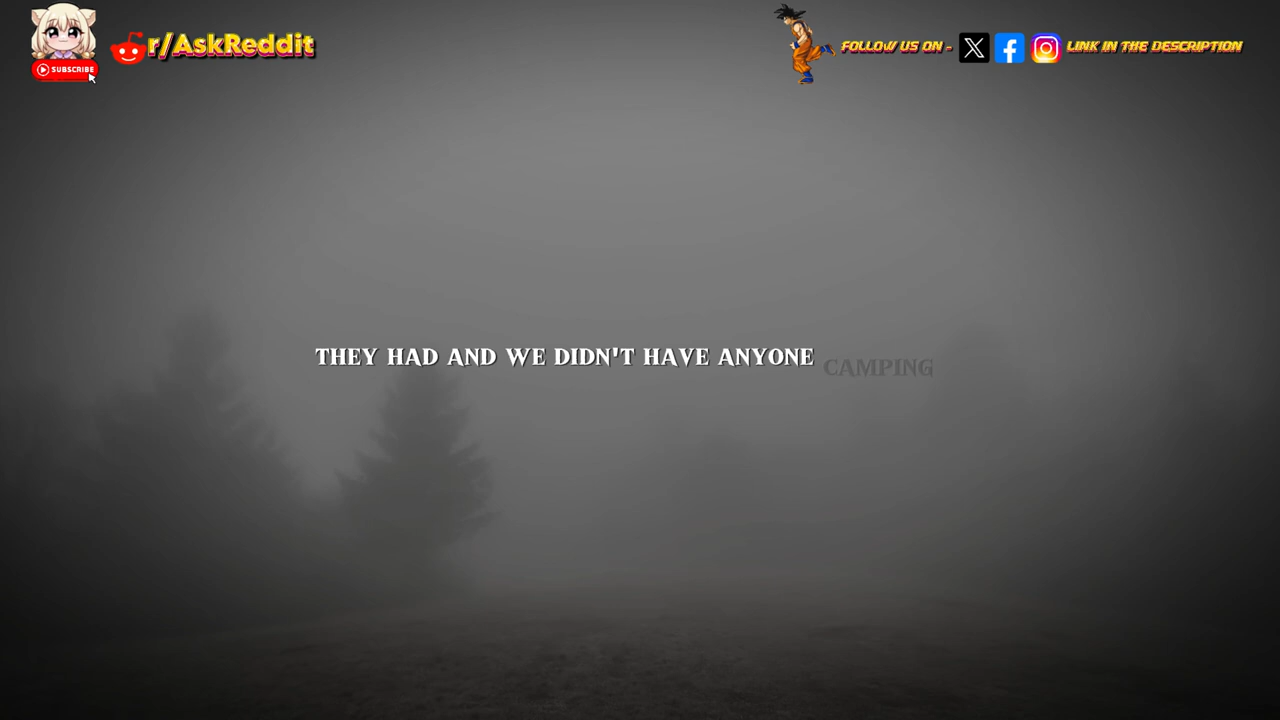 r/AskReddit
SUBSCRIBE
FOLLOW US ON - LINK IN THE DESCRIPTION
THEY HAD AND WE DIDN'T HAVE ANYONE CAMPING